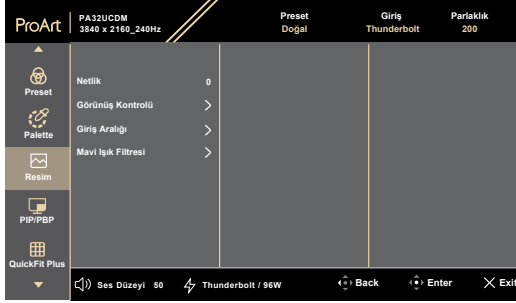 ProArt
PA32UCDM
3840 x 2160_240Hz
Preset
Doğal
Giriş
Thunderbolt
Parlaklık
200
Preset
Palette
Resim
PIP/PBP
QuickFit Plus
Netlik 0
Görünüş Kontrolü
Giriş Aralığı
Mavi Işık Filtresi
Ses Düzeyi 50
Thunderbolt / 96W
Back
Enter
Exit